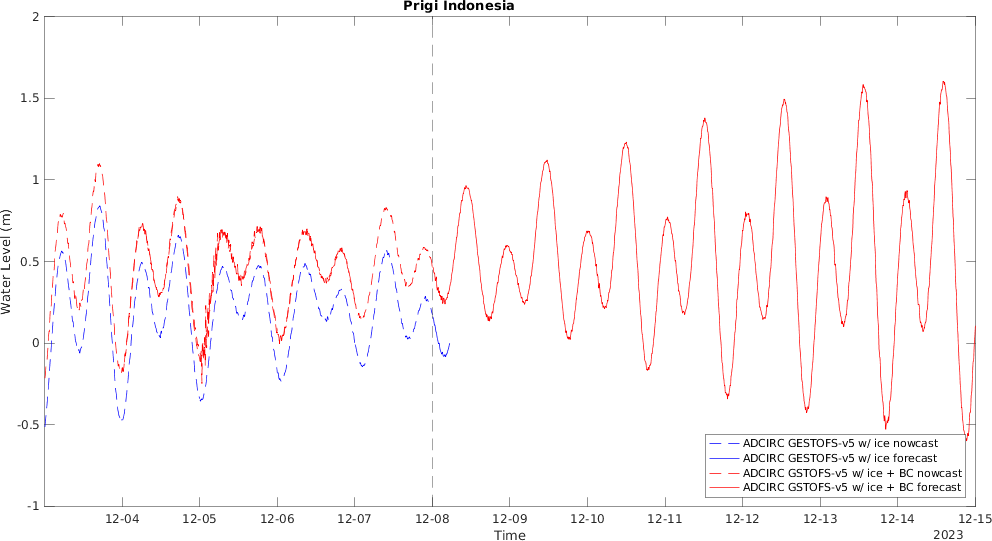 Prigi Indonesia
2
1.5
1
0.5
0
-0.5
-1
Water Level (m)
12-04 12-05 12-06 12-07 12-08 12-09 12-10 12-11 12-12 12-13 12-14 12-15
Time
2023
ADCIRC GESTOFS-v5 w/ ice nowcast
ADCIRC GESTOFS-v5 w/ ice forecast
ADCIRC GSTOFS-v5 w/ ice + BC nowcast
ADCIRC GSTOFS-v5 w/ ice + BC forecast